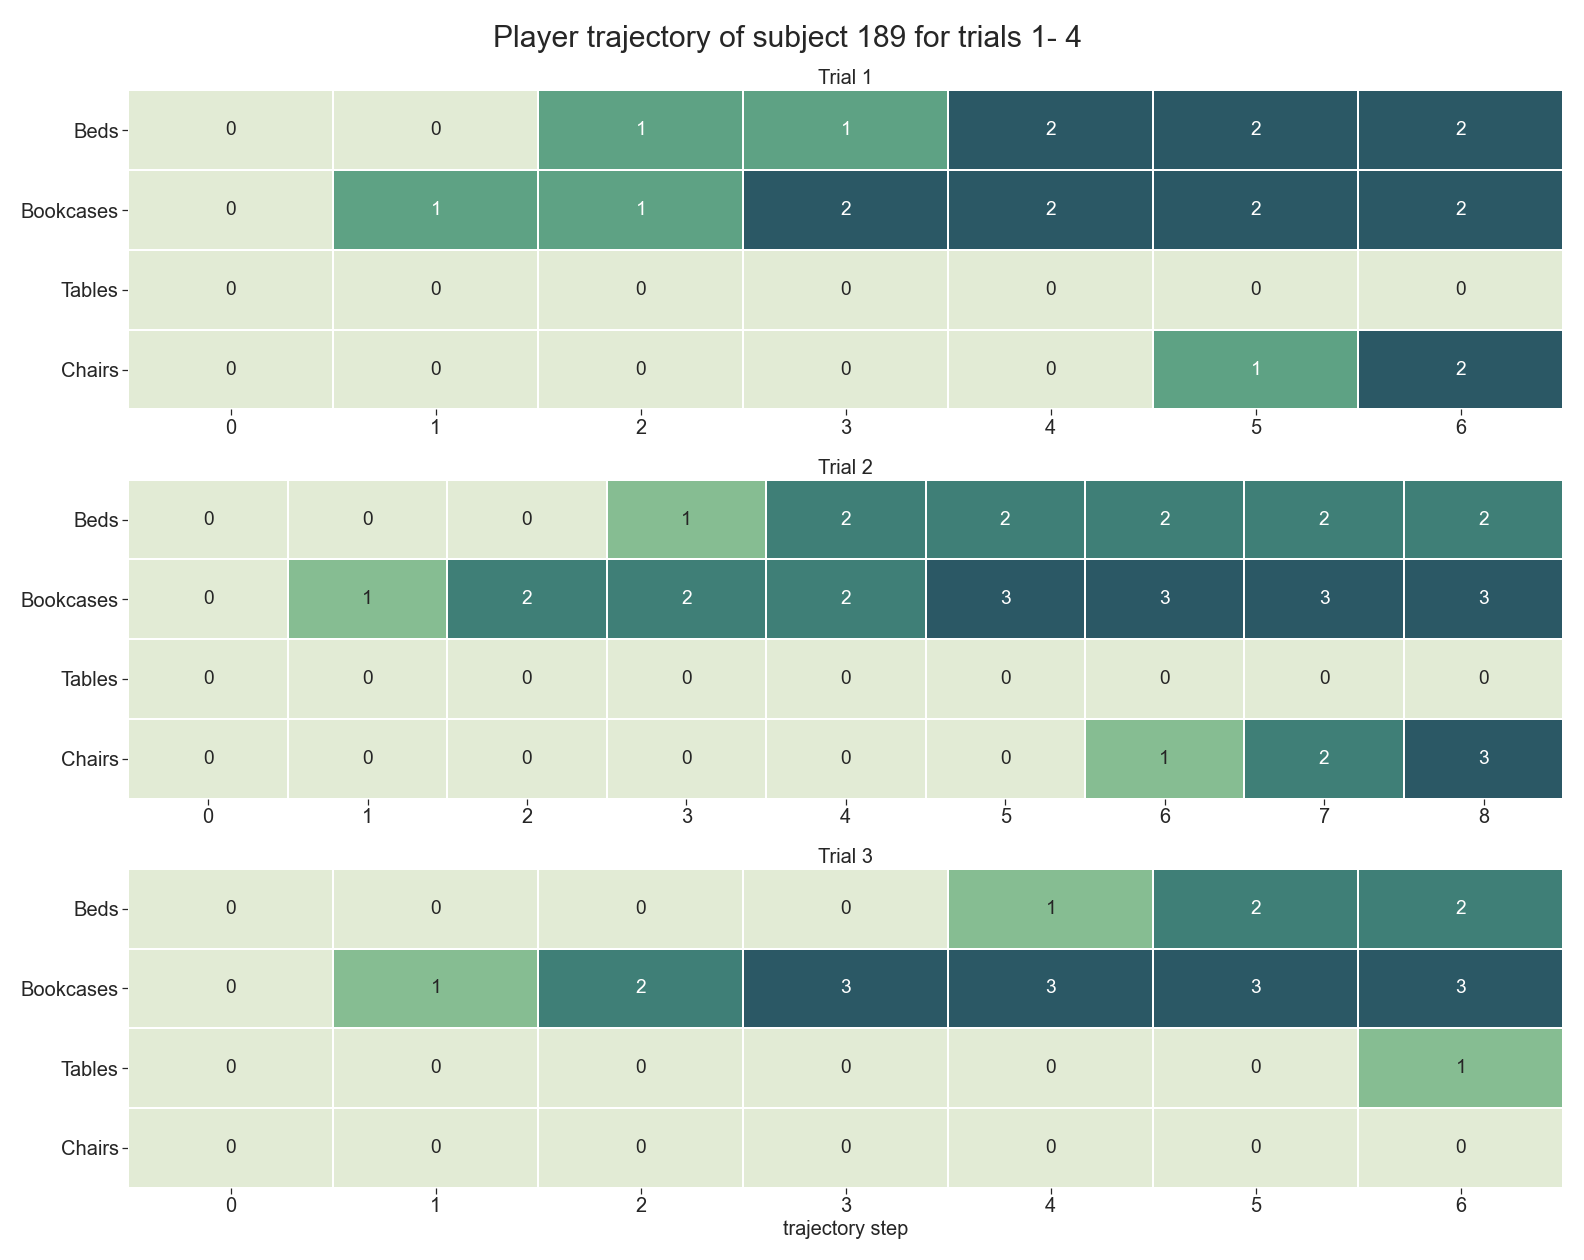 Player trajectory of subject 189 for trials 1- 4
Trial 1
Beds 0 0 1 1 2 2 2
Bookcases 0 1 1 2 2 2 2
Tables 0 0 0 0 0 0 0
Chairs 0 0 0 0 0 1 2
0 1 2 3 4 5 6
Trial 2
Beds 0 0 0 1 2 2 2 2 2
Bookcases 0 1 2 2 2 3 3 3 3
Tables 0 0 0 0 0 0 0 0 0
Chairs 0 0 0 0 0 0 1 2 3
0 1 2 3 4 5 6 7 8
Trial 3
Beds 0 0 0 0 1 2 2
Bookcases 0 1 2 3 3 3 3
Tables 0 0 0 0 0 0 1
Chairs 0 0 0 0 0 0 0
0 1 2 3 4 5 6
trajectory step